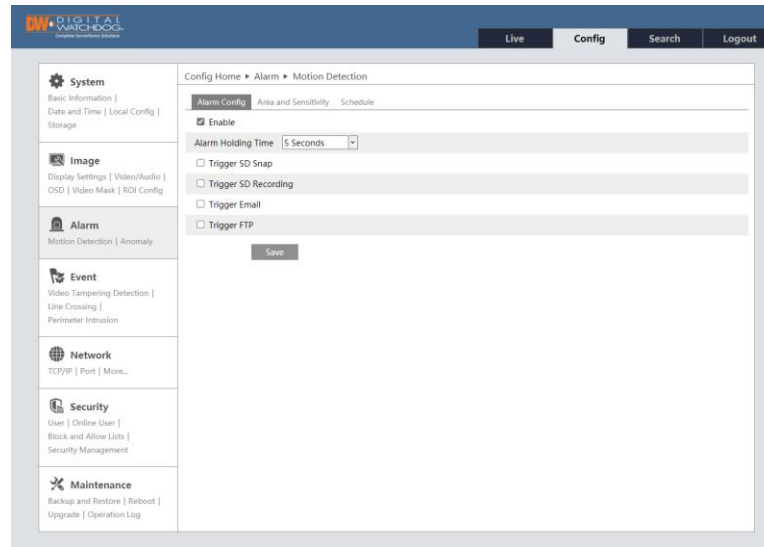 DW DIGITAL
WATCHDOG
Complete Surveillance Solutions
Live Config Search Logout
System
Basic Information |
Date and Time | Local Config |
Storage
Image
Display Settings | Video/Audio |
OSD | Video Mask | ROI Config
Alarm
Motion Detection | Anomaly
Event
Video Tampering Detection |
Line Crossing |
Perimeter Intrusion
Network
TCP/IP | Port | More...
Security
User | Online User |
Block and Allow Lists |
Security Management
Maintenance
Backup and Restore | Reboot |
Upgrade | Operation Log
Config Home ▸ Alarm ▸ Motion Detection
Alarm Config Area and Sensitivity Schedule
Enable
Alarm Holding Time 5 Seconds
Trigger SD Snap
Trigger SD Recording
Trigger Email
Trigger FTP
Save